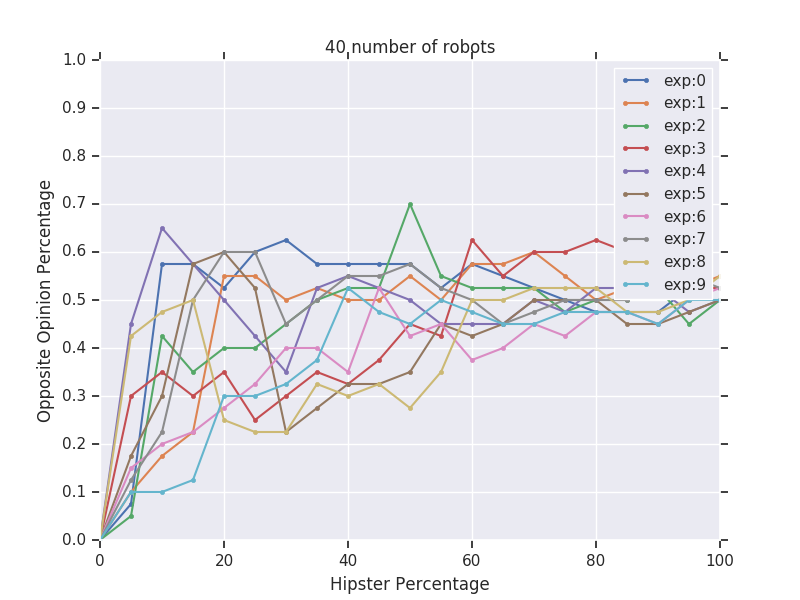 40 number of robots
1.0
0.9
0.8
0.7
0.6
0.5
0.4
0.3
0.2
0.1
0.0
Opposite Opinion Percentage
exp:0
exp:1
exp:2
exp:3
exp:4
exp:5
exp:6
exp:7
exp:8
exp:9
0 20 40 60 80 100
Hipster Percentage